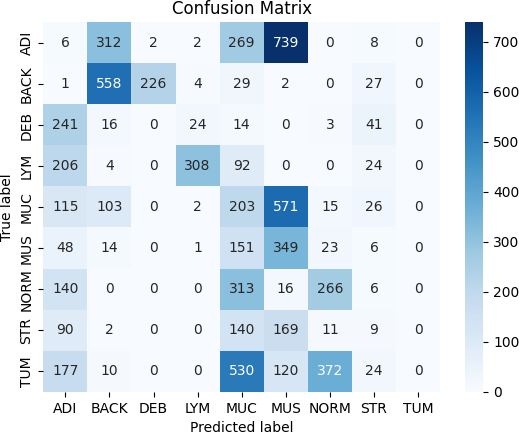 Confusion Matrix
True label
ADI 6 312 2 2 269 739 0 8 0
BACK 1 558 226 4 29 2 0 27 0
DEB 241 16 0 24 14 0 3 41 0
LYM 206 4 0 308 92 0 0 24 0
MUC 115 103 0 2 203 571 15 26 0
MUS 48 14 0 1 151 349 23 6 0
NORM 140 0 0 0 313 16 266 6 0
STR 90 2 0 0 140 169 11 9 0
TUM 177 10 0 0 530 120 372 24 0
ADI BACK DEB LYM MUC MUS NORM STR TUM
Predicted label
700
600
500
400
300
200
100
0